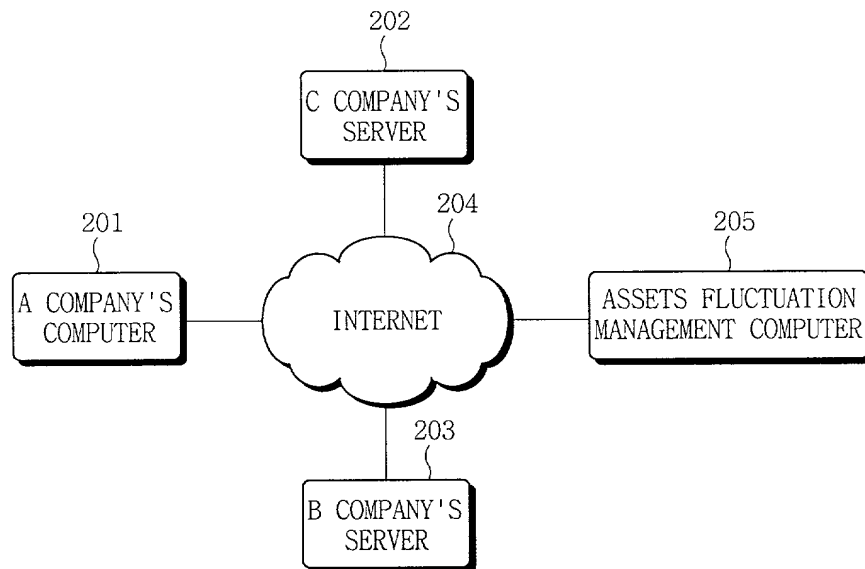 202
C COMPANY'S
SERVER
204
201
205
A COMPANY'S
COMPUTER
INTERNET
ASSETS FLUCTUATION
MANAGEMENT COMPUTER
203
B COMPANY'S
SERVER